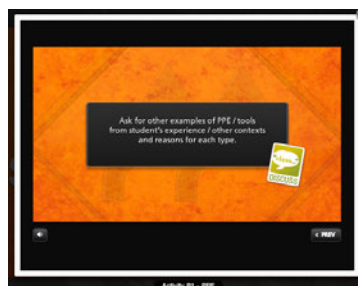 Ask for other examples of PPE / tools
from student's experience / other contexts
and reasons for each type.
DISCUSS
< PREV